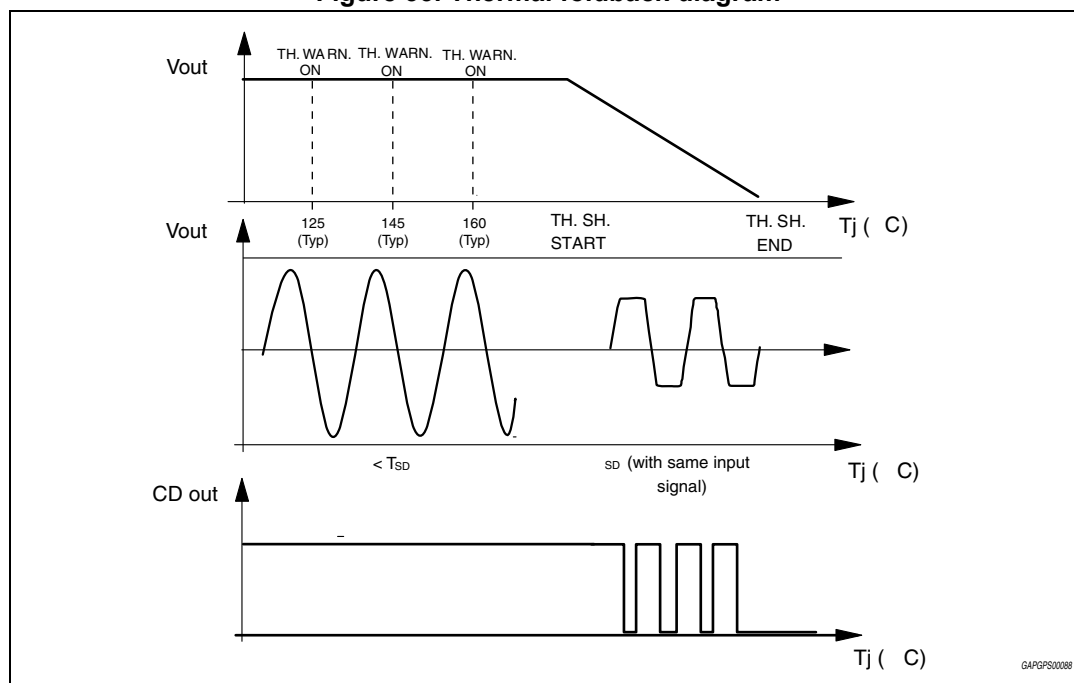 TH. WARN. TH. WARN. TH. WARN.
Vout ON ON ON
125 145 160 TH. SH. TH. SH. Tj ( C)
Vout (Typ) (Typ) (Typ) START END
< TSD SD (with same input Tj ( C)
signal)
CD out
Tj ( C)
GAPGPS00088